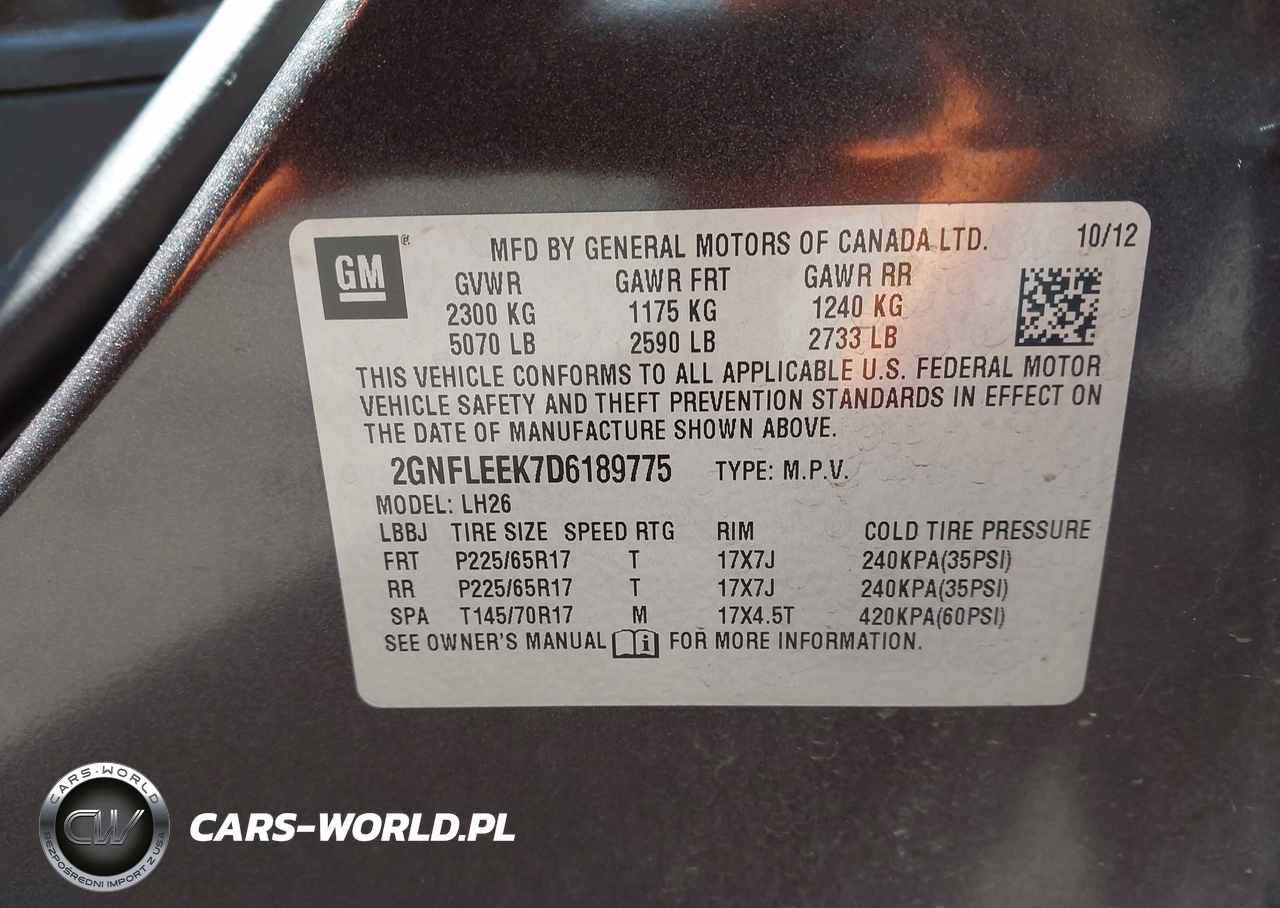 GM ®
MFD BY GENERAL MOTORS OF CANADA LTD. 10/12
GVWR GAWR FRT GAWR RR
2300 KG 1175 KG 1240 KG
5070 LB 2590 LB 2733 LB
THIS VEHICLE CONFORMS TO ALL APPLICABLE U.S. FEDERAL MOTOR
VEHICLE SAFETY AND THEFT PREVENTION STANDARDS IN EFFECT ON
THE DATE OF MANUFACTURE SHOWN ABOVE.
2GNFLEEK7D6189775 TYPE: M.P.V.
MODEL: LH26
LBBJ TIRE SIZE SPEED RTG RIM COLD TIRE PRESSURE
FRT P225/65R17 T 17X7J 240KPA(35PSI)
RR P225/65R17 T 17X7J 240KPA(35PSI)
SPA T145/70R17 M 17X4.5T 420KPA(60PSI)
SEE OWNER'S MANUAL i FOR MORE INFORMATION.
CARS-WORLD
CW
BEZPOŚREDNI IMPORT Z USA
CARS-WORLD.PL